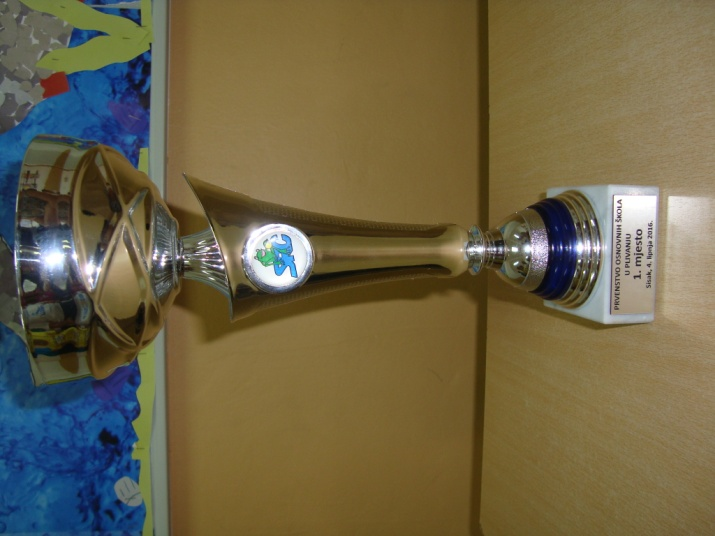 PRVENSTVO OSNOVNIH ŠKOLA
U PLIVANJU
1. mjesto
Sisak, 4. lipnja 2016.